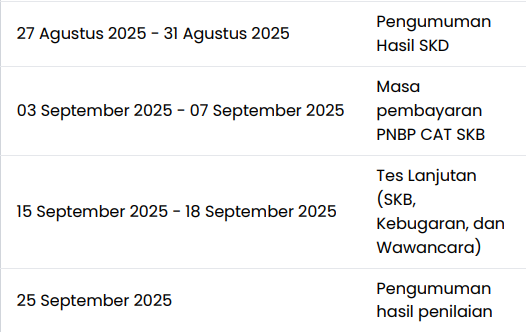 27 Agustus 2025 - 31 Agustus 2025
Pengumuman
Hasil SKD
03 September 2025 - 07 September 2025
Masa
pembayaran
PNBP CAT SKB
15 September 2025 - 18 September 2025
Tes Lanjutan
(SKB,
Kebugaran, dan
Wawancara)
25 September 2025
Pengumuman
hasil penilaian